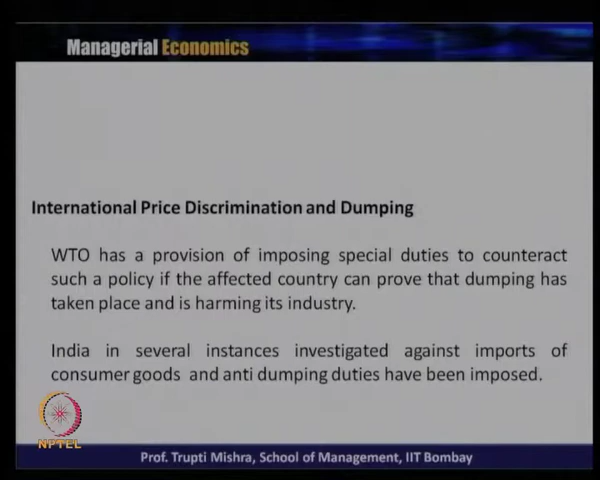 Managerial Economics
International Price Discrimination and Dumping
WTO has a provision of imposing special duties to counteract
such a policy if the affected country can prove that dumping has
taken place and is harming its industry.
India in several instances investigated against imports of
consumer goods and anti dumping duties have been imposed.
NPTEL
Prof. Trupti Mishra, School of Management, IIT Bombay